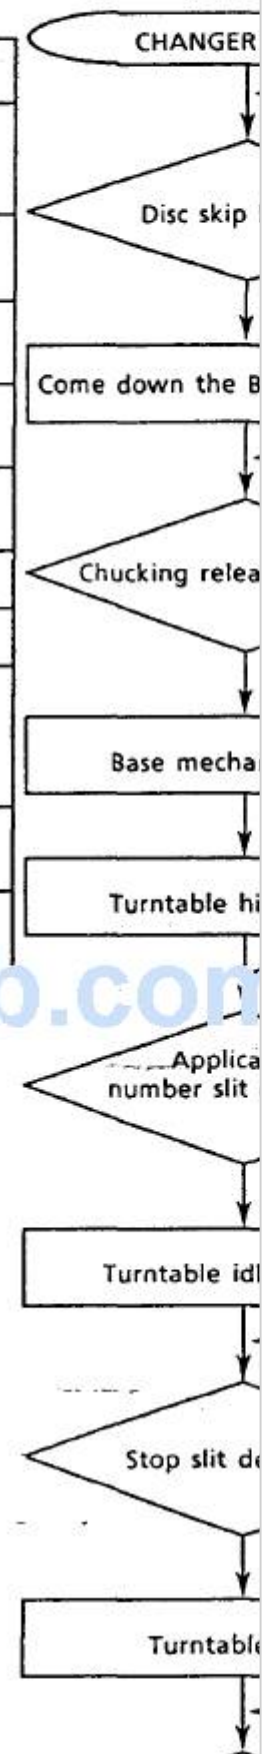 CHANGER
Disc skip
Come down the B
Chucking relea
Base mecha
Turntable hi
p.com
Applica
number slit
Turntable idl
Stop slit de
Turntable